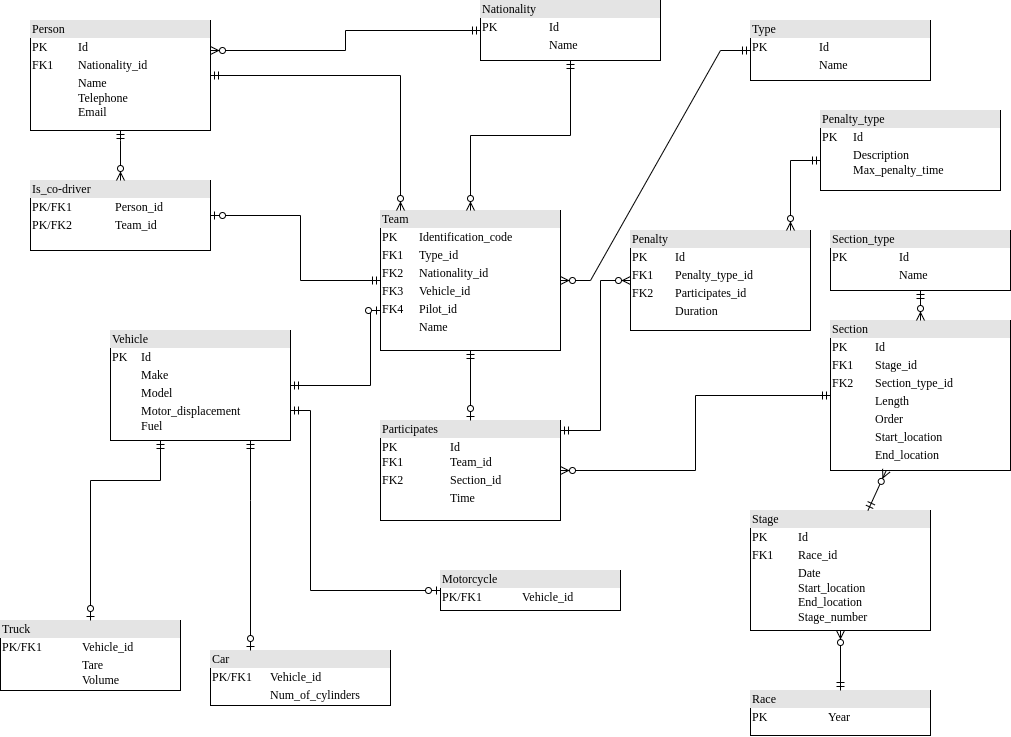 Nationality
PK Id
Name
Person
PK Id
FK1 Nationality_id
Name
Telephone
Email
Type
PK Id
Name
Penalty_type
PK Id
Description
Max_penalty_time
Is_co-driver
PK/FK1 Person_id
PK/FK2 Team_id
Team
PK Identification_code
FK1 Type_id
FK2 Nationality_id
FK3 Vehicle_id
FK4 Pilot_id
Name
Penalty
PK Id
FK1 Penalty_type_id
FK2 Participates_id
Duration
Section_type
PK Id
Name
Section
PK Id
FK1 Stage_id
FK2 Section_type_id
Length
Order
Start_location
End_location
Vehicle
PK Id
Make
Model
Motor_displacement
Fuel
Participates
PK Id
FK1 Team_id
FK2 Section_id
Time
Stage
PK Id
FK1 Race_id
Date
Start_location
End_location
Stage_number
Motorcycle
PK/FK1 Vehicle_id
Truck
PK/FK1 Vehicle_id
Tare
Volume
Car
PK/FK1 Vehicle_id
Num_of_cylinders
Race
PK Year